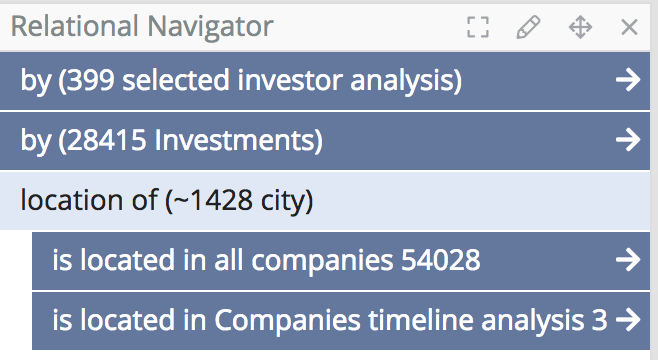 Relational Navigator
by (399 selected investor analysis)
by (28415 Investments)
location of (~1428 city)
is located in all companies 54028
is located in Companies timeline analysis 3